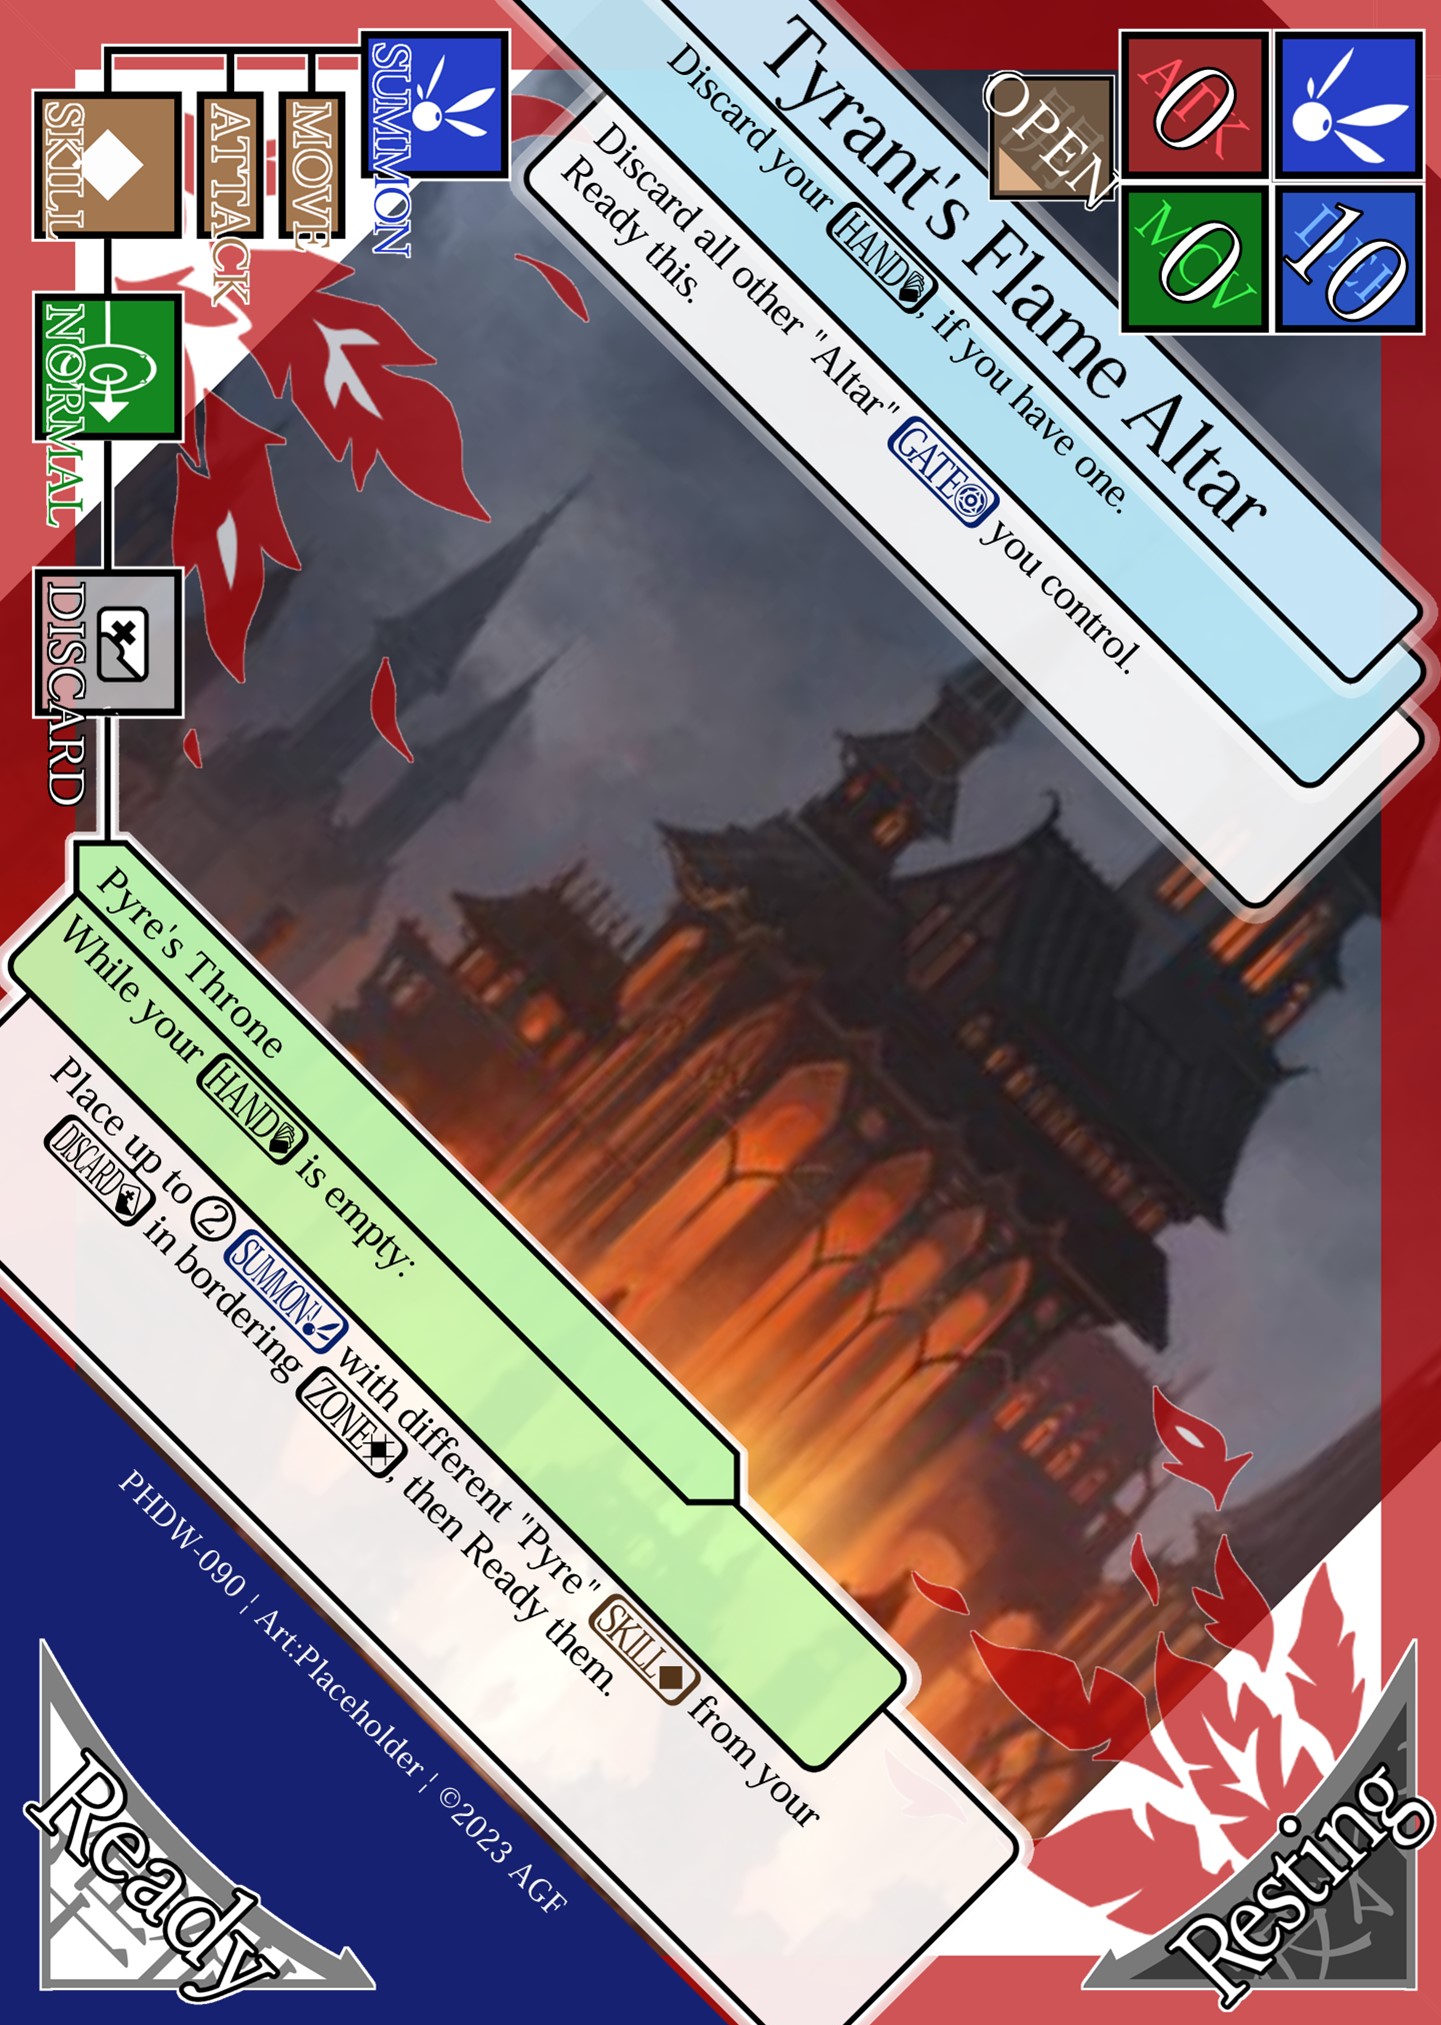 Tyrant's Flame Altar
Discard your HAND, if you have one.
Discard all other "Altar" GATE you control.
Ready this.
OPEN
ATK 0
MOV 0
10
SUMMON
MOVE
ATTACK
SKILL
NORMAL
DISCARD
Pyre's Throne
While your HAND is empty:
Place up to 2 SUMMON with different "Pyre" SKILL from your
DISCARD in bordering ZONE, then Ready them.
PHDW-090 ¦ Art:Placeholder ¦ ©2023 AGF
Ready
Resting